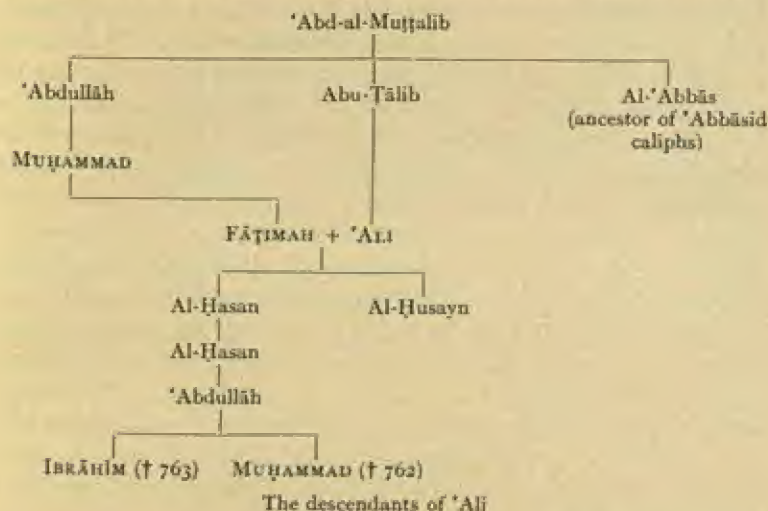 ‘Abd-al-Muṭṭalib
‘Abdullāh Abu-Ṭālib Al-‘Abbās
(ancestor of ‘Abbāsid
caliphs)
MUḤAMMAD
FĀṬIMAH + ‘ALI
Al-Ḥasan Al-Ḥusayn
Al-Ḥasan
‘Abdullāh
IBRĀHĪM († 763) MUḤAMMAD († 762)
The descendants of ‘Ali